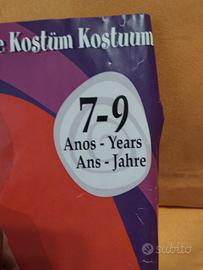 e Kostüm Kostuum
7-9
Anos - Years
Ans - Jahre
subito